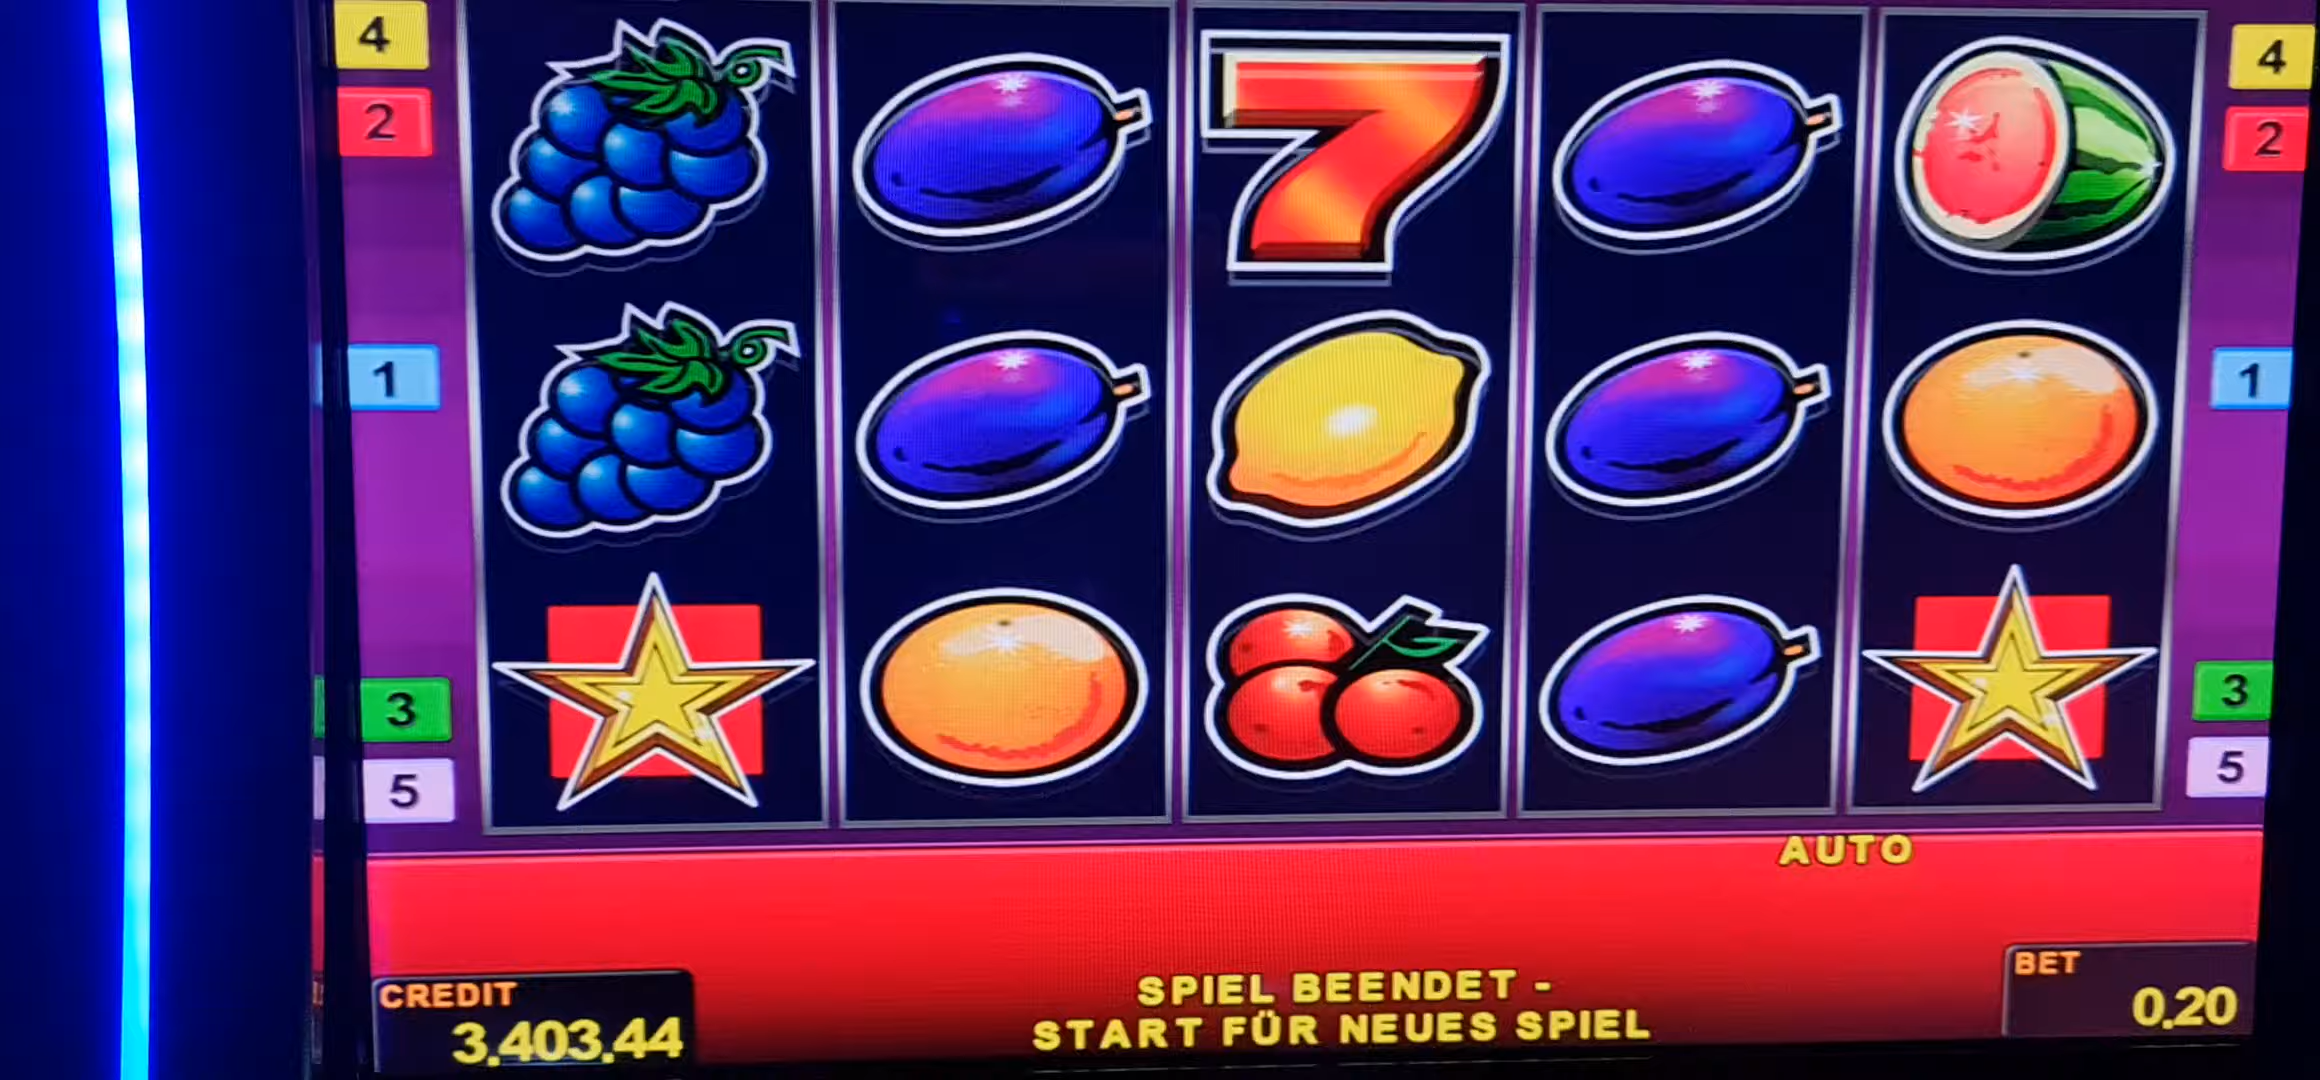 4
4
2
2
1
1
3
3
5
5
AUTO
CREDIT
3.403.44
SPIEL BEENDET -
START FÜR NEUES SPIEL
BET
0.20